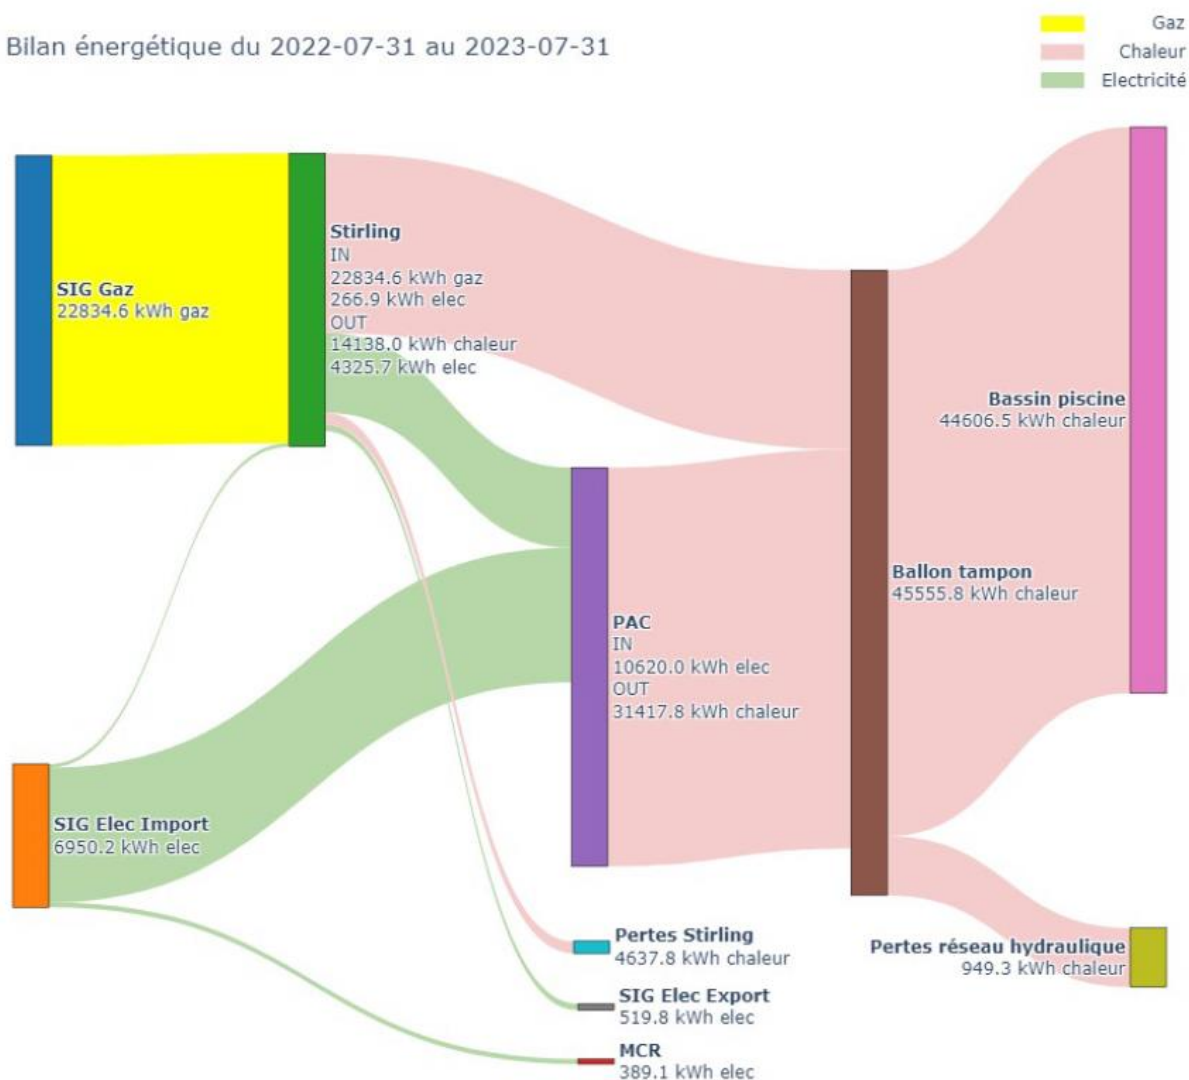 Bilan énergétique du 2022-07-31 au 2023-07-31
Gaz
Chaleur
Electricité
SIG Gaz
22834.6 kWh gaz
Stirling
IN
22834.6 kWh gaz
266.9 kWh elec
OUT
14138.0 kWh chaleur
4325.7 kWh elec
Bassin piscine
44606.5 kWh chaleur
Ballon tampon
45555.8 kWh chaleur
PAC
IN
10620.0 kWh elec
OUT
31417.8 kWh chaleur
SIG Elec Import
6950.2 kWh elec
Pertes Stirling
4637.8 kWh chaleur
Pertes réseau hydraulique
949.3 kWh chaleur
SIG Elec Export
519.8 kWh elec
MCR
389.1 kWh elec